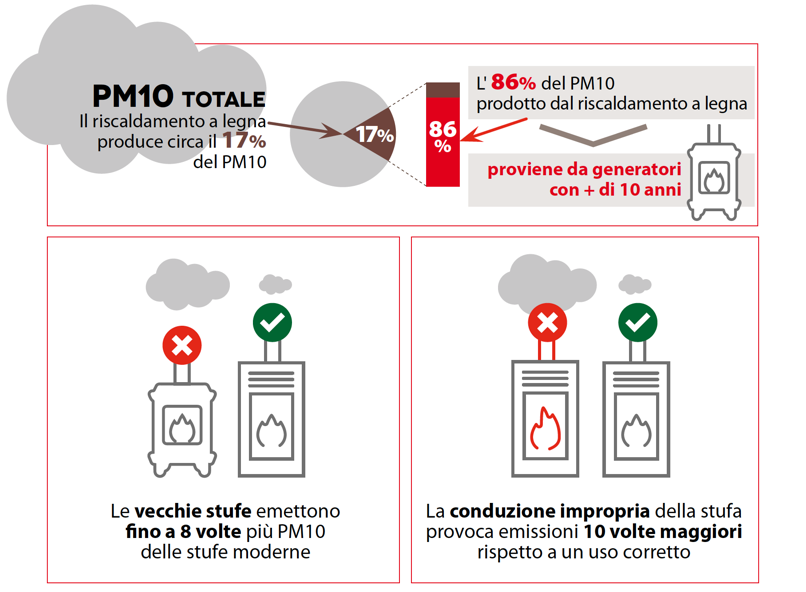 PM10 TOTALE
Il riscaldamento a legna
produce circa il 17%
del PM10
17%
86
%
L' 86% del PM10
prodotto dal riscaldamento a legna
proviene da generatori
con + di 10 anni
Le vecchie stufe emettono
fino a 8 volte più PM10
delle stufe moderne
La conduzione impropria della stufa
provoca emissioni 10 volte maggiori
rispetto a un uso corretto